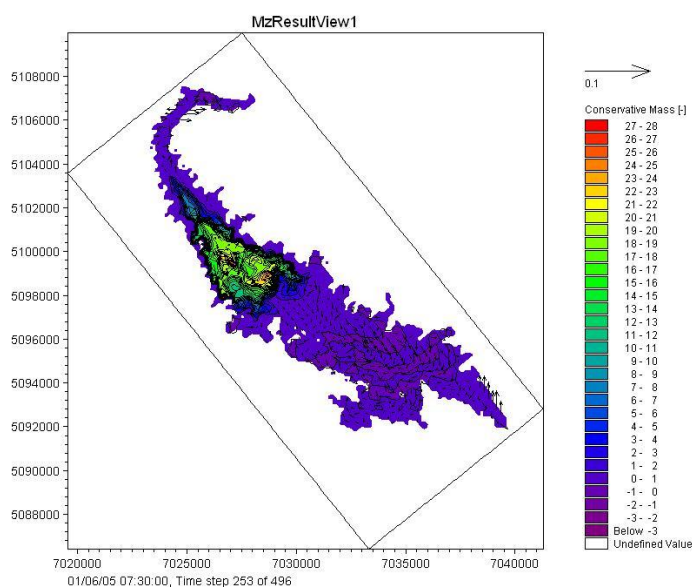 MzResultView1
5108000
5106000
5104000
5102000
5100000
5098000
5096000
5094000
5092000
5090000
5088000
7020000
7025000
7030000
7035000
7040000
01/06/05 07:30:00, Time step 253 of 496
0.1
Conservative Mass [-]
27 - 28
26 - 27
25 - 26
24 - 25
23 - 24
22 - 23
21 - 22
20 - 21
19 - 20
18 - 19
17 - 18
16 - 17
15 - 16
14 - 15
13 - 14
12 - 13
11 - 12
10 - 11
9 - 10
8 - 9
7 - 8
6 - 7
5 - 6
4 - 5
3 - 4
2 - 3
1 - 2
0 - 1
-1 - 0
-2 - -1
-3 - -2
Below -3
Undefined Value